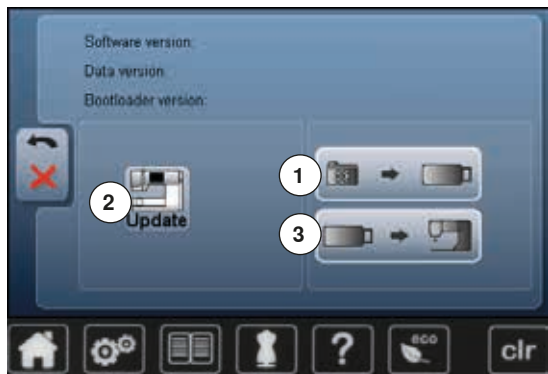 Software version:
Data version:
Bootloader version:
1
2
Update
3
?
eco
clr